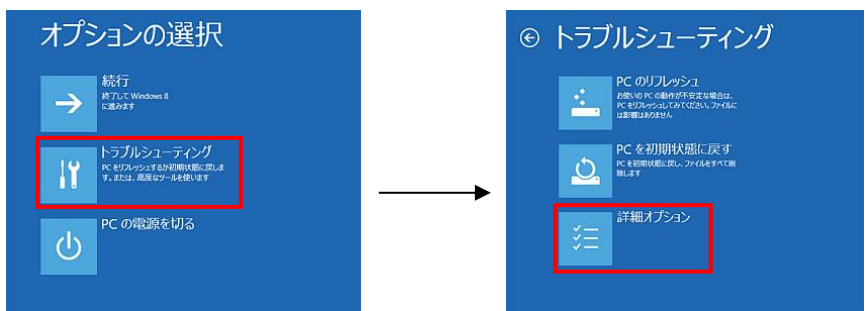 オプションの選択
続行
終了して Windows 8
に進みます
トラブルシューティング
PC をリフレッシュするか初期状態に戻しま
す。または、高度なツールを使います
PC の電源を切る
トラブルシューティング
PC のリフレッシュ
お使いの PC の動作が不安定な場合は、
PC をリフレッシュしてみてください。ファイルに
は影響はありません
PC を初期状態に戻す
PC を初期状態に戻し、ファイルをすべて削
除します
詳細オプション